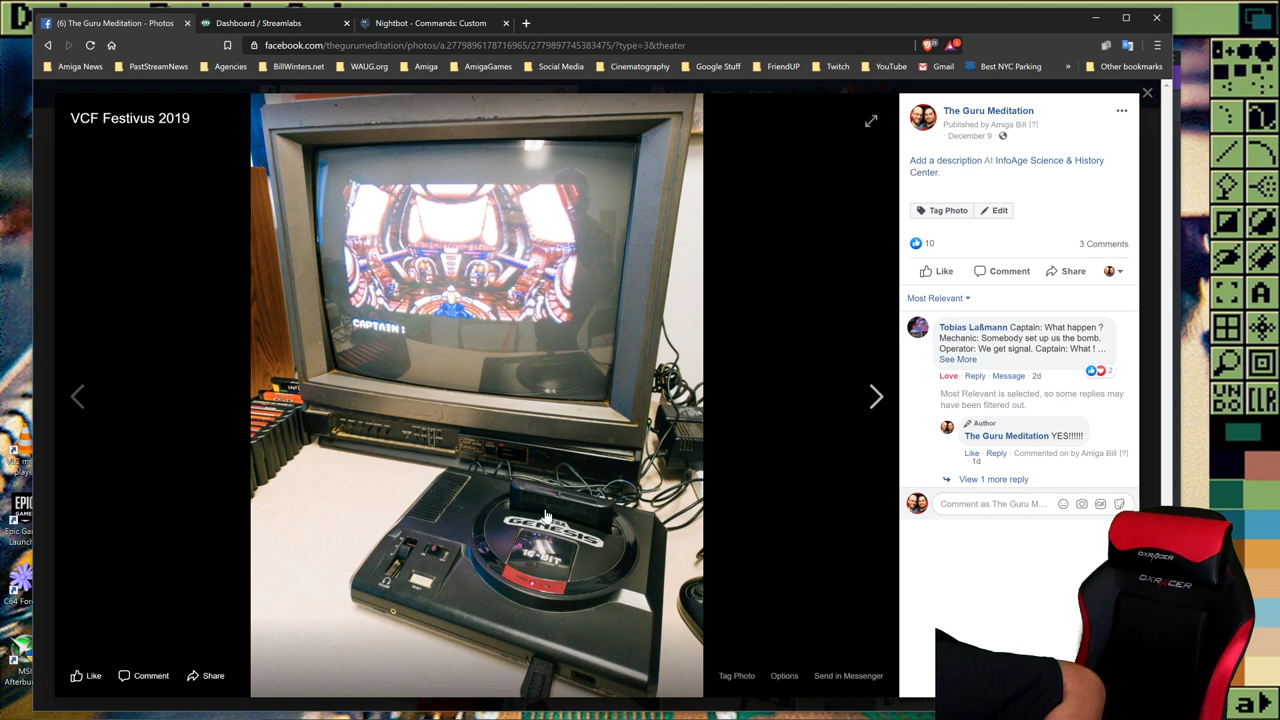 (6) The Guru Meditation - Photos
Dashboard / Streamlabs
Nightbot - Commands: Custom
facebook.com/thegurumeditation/photos/a.2779896178716965/2779897745383475/?type=3&theater
Amiga News
PastStreamNews
Agencies
BillWinters.net
WAUG.org
Amiga
AmigaGames
Social Media
Cinematography
Google Stuff
FriendUP
Twitch
YouTube
Gmail
Best NYC Parking
»
Other bookmarks
VCF Festivus 2019
CAPTAIN:
GENESIS
16-BIT
Like
Comment
Share
Tag Photo
Options
Send in Messenger
The Guru Meditation
Published by Amiga Bill [?]
· December 9 ·
Add a description At InfoAge Science & History
Center.
Tag Photo
Edit
10
3 Comments
Like
Comment
Share
Most Relevant
Tobias Laßmann Captain: What happen ?
Mechanic: Somebody set up us the bomb.
Operator: We get signal. Captain: What ! …
See More
2
Love · Reply · Message · 2d
Most Relevant is selected, so some replies may
have been filtered out.
Author
The Guru Meditation YES!!!!!!
Like · Reply · Commented on by Amiga Bill [?]
· 1d
View 1 more reply
Comment as The Guru M...
DXRACER
DXRACER
A
CLR
a